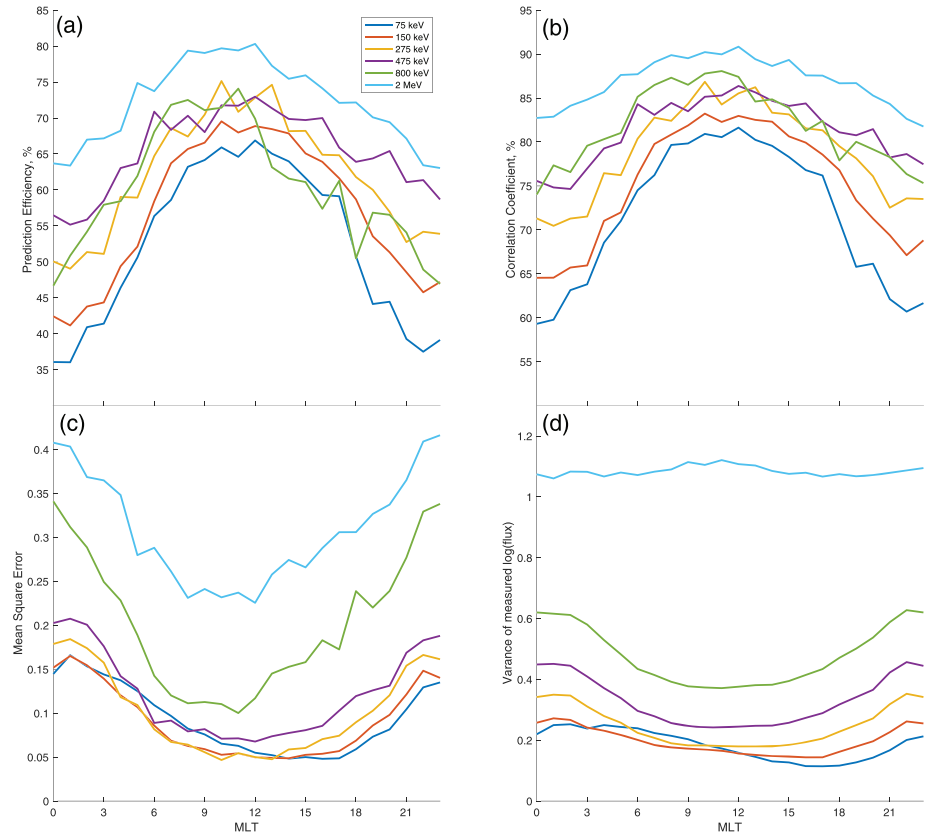 (a)
85
80
75
70
65
60
55
50
45
40
35
Prediction Efficiency, %
75 keV
150 keV
275 keV
475 keV
800 keV
2 MeV
(b)
95
90
85
80
75
70
65
60
55
Correlation Coefficient, %
(c)
0.4
0.35
0.3
0.25
0.2
0.15
0.1
0.05
0
Mean Square Error
0 3 6 9 12 15 18 21
MLT
(d)
1.2
1
0.8
0.6
0.4
0.2
0
Varance of measured log(flux)
0 3 6 9 12 15 18 21
MLT